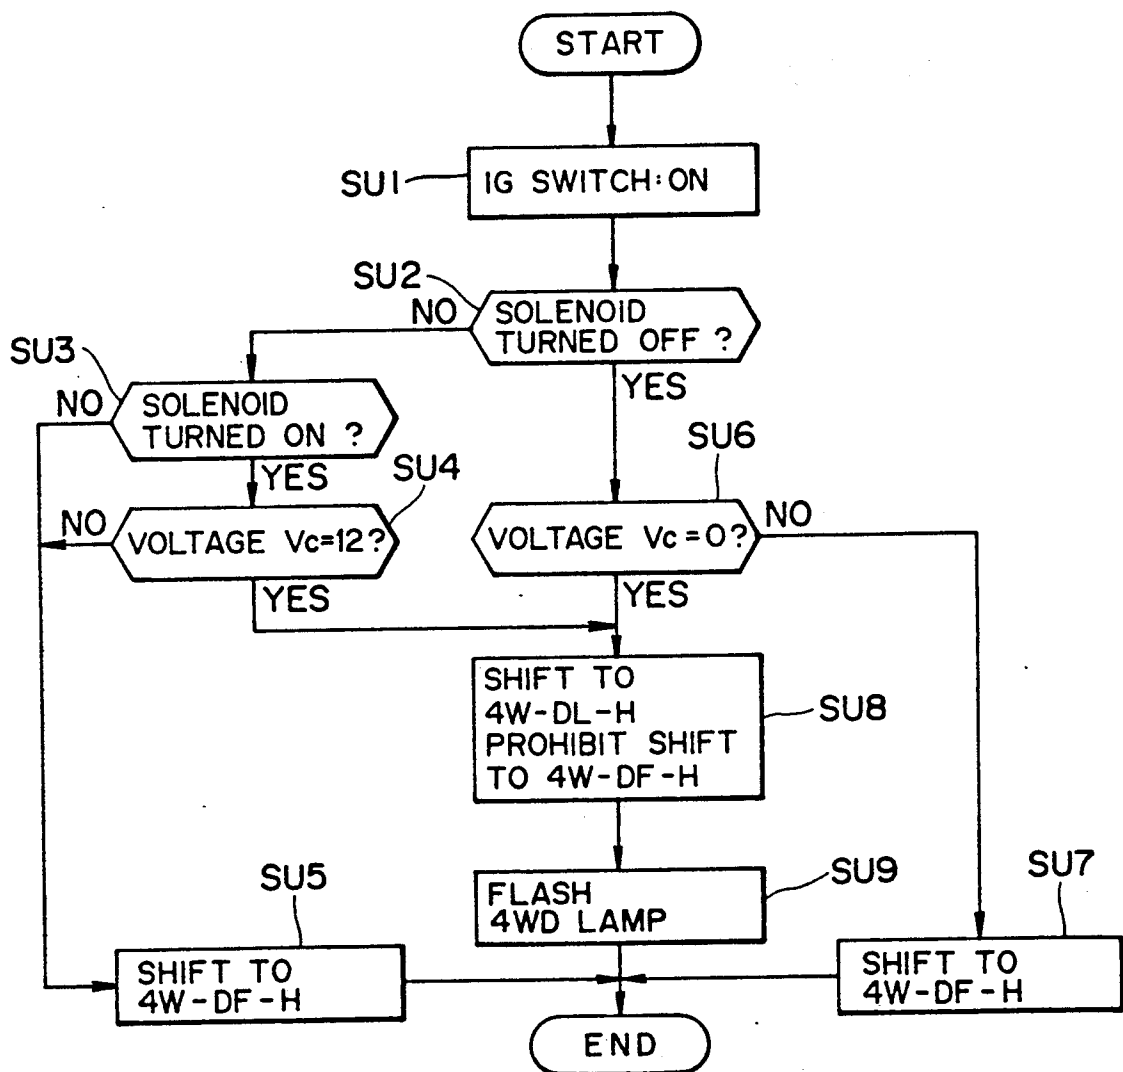 START
SU1
IG SWITCH:ON
SU2
NO
SOLENOID
TURNED OFF ?
YES
SU3
NO
SOLENOID
TURNED ON ?
YES
SU4
SU6
NO
VOLTAGE Vc=12?
YES
VOLTAGE Vc=0?
NO
YES
SHIFT TO
4W-DL-H
PROHIBIT SHIFT
TO 4W-DF-H
SU8
FLASH
4WD LAMP
SU9
SU5
SHIFT TO
4W-DF-H
SU7
SHIFT TO
4W-DF-H
END